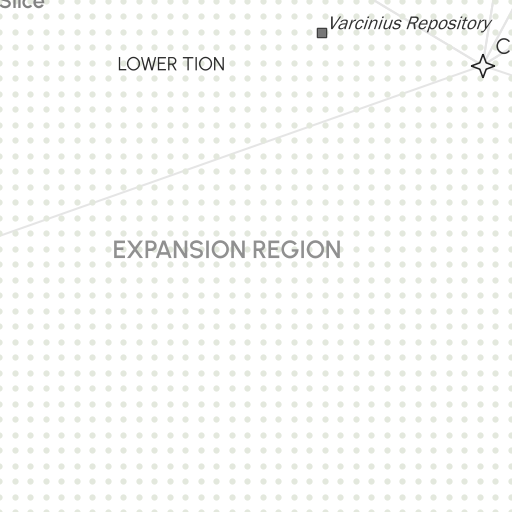 Slice
Varcinius Repository
C
LOWER TION
EXPANSION REGION